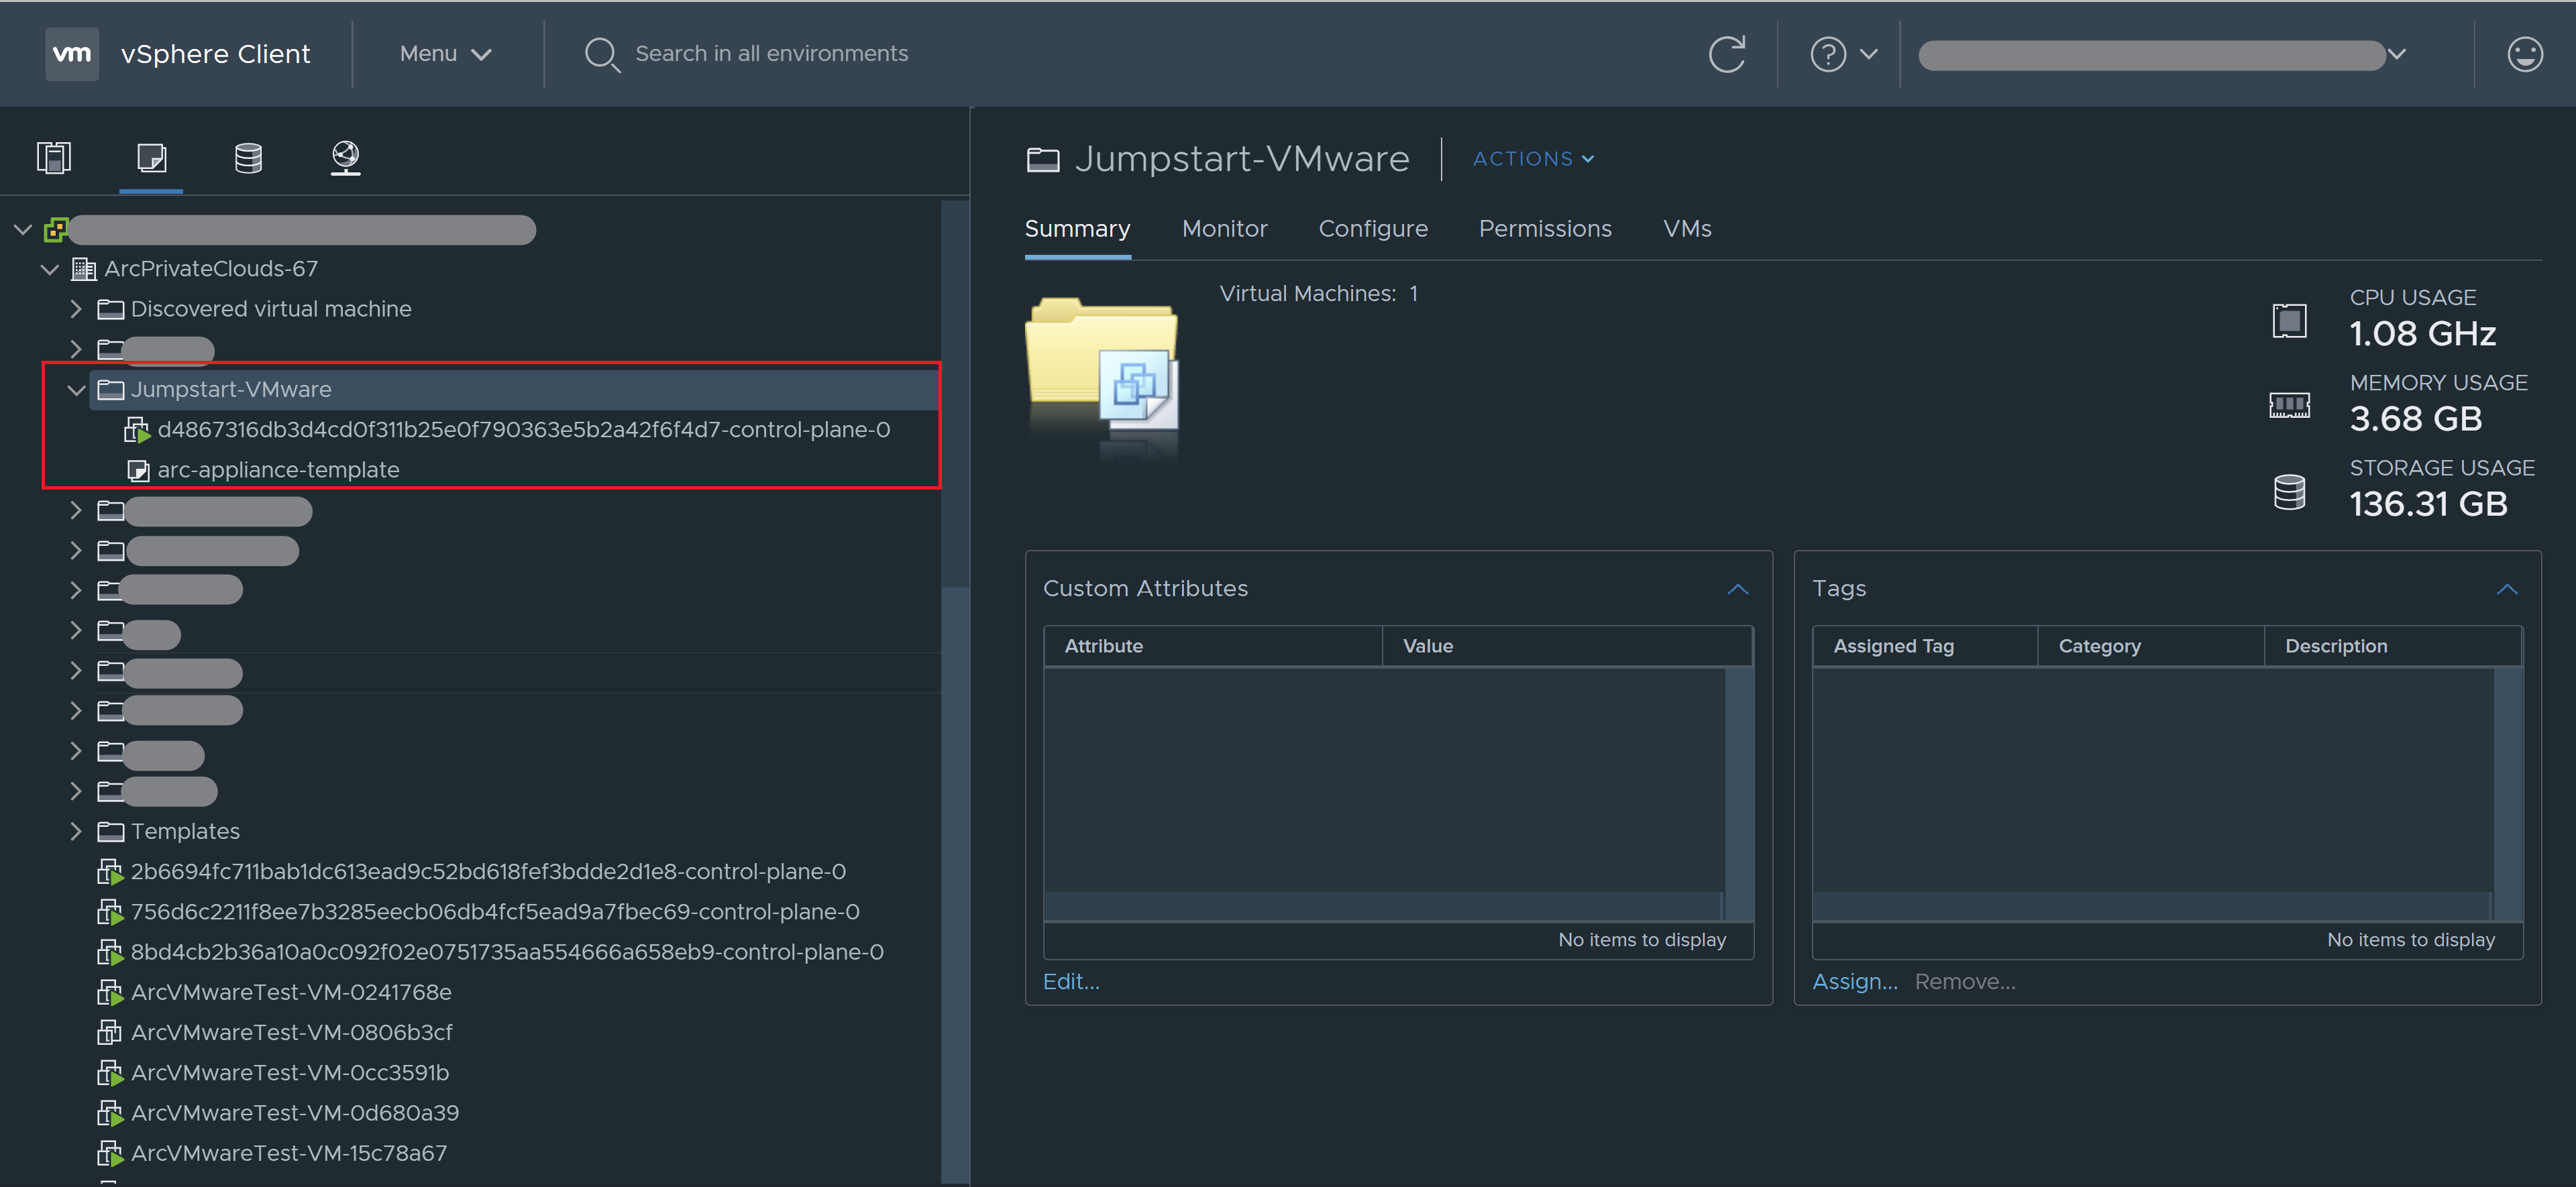 vm vSphere Client Menu Search in all environments ?
Jumpstart-VMware ACTIONS
Summary Monitor Configure Permissions VMs
ArcPrivateClouds-67
Discovered virtual machine
Jumpstart-VMware
d4867316db3d4cd0f311b25e0f790363e5b2a42f6f4d7-control-plane-0
arc-appliance-template
Templates
2b6694fc711bab1dc613ead9c52bd618fef3bdde2d1e8-control-plane-0
756d6c2211f8ee7b3285eecb06db4fcf5ead9a7fbec69-control-plane-0
8bd4cb2b36a10a0c092f02e0751735aa554666a658eb9-control-plane-0
ArcVMwareTest-VM-0241768e
ArcVMwareTest-VM-0806b3cf
ArcVMwareTest-VM-0cc3591b
ArcVMwareTest-VM-0d680a39
ArcVMwareTest-VM-15c78a67
Virtual Machines: 1
CPU USAGE
1.08 GHz
MEMORY USAGE
3.68 GB
STORAGE USAGE
136.31 GB
Custom Attributes
Attribute Value
No items to display
Edit...
Tags
Assigned Tag Category Description
No items to display
Assign... Remove...